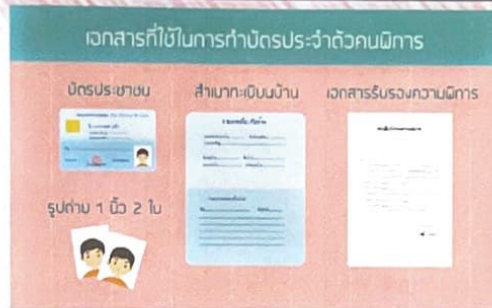 เอกสารที่ใช้ในการทำบัตรประจำตัวคนพิการ
บัตรประชาชน
สำเนาทะเบียนบ้าน
เอกสารรับรองความพิการ
รูปถ่าย 1 นิ้ว 2 ใบ